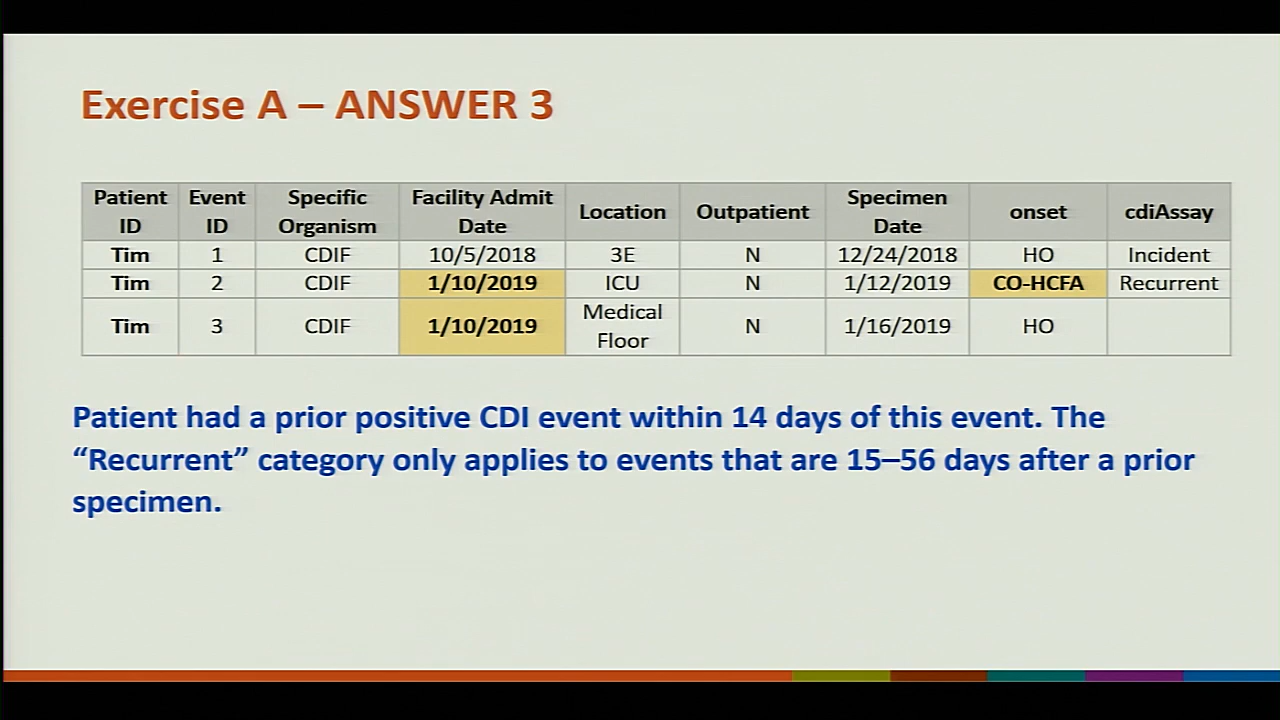 Exercise A – ANSWER 3
Patient ID Event ID Specific Organism Facility Admit Date Location Outpatient Specimen Date onset cdiAssay
Tim 1 CDIF 10/5/2018 3E N 12/24/2018 HO Incident
Tim 2 CDIF 1/10/2019 ICU N 1/12/2019 CO-HCFA Recurrent
Tim 3 CDIF 1/10/2019 Medical Floor N 1/16/2019 HO
Patient had a prior positive CDI event within 14 days of this event. The
“Recurrent” category only applies to events that are 15–56 days after a prior
specimen.